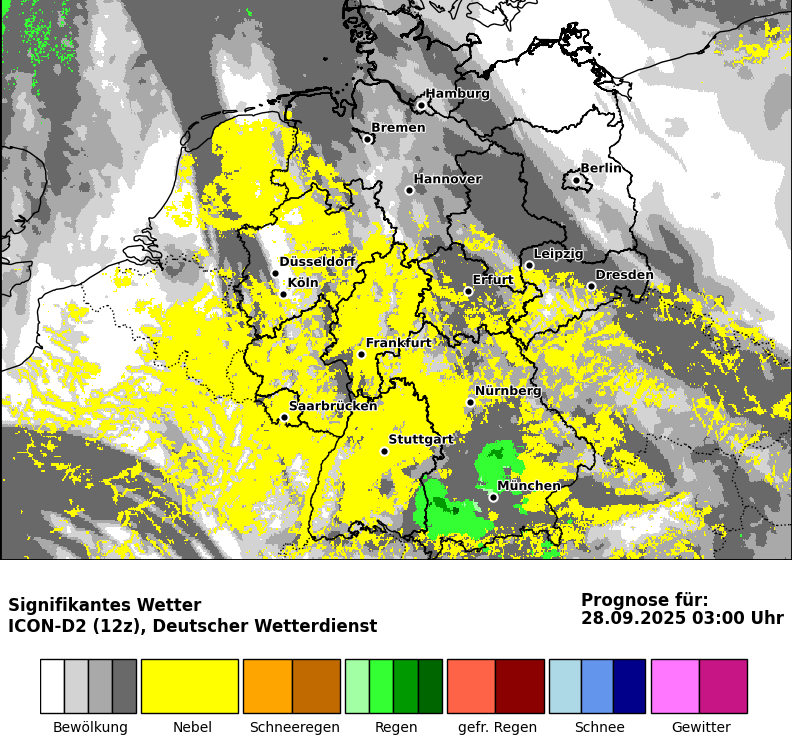 Hamburg
Bremen
Berlin
Hannover
Leipzig
Düsseldorf
Dresden
Köln
Erfurt
Frankfurt
Nürnberg
Saarbrücken
Stuttgart
München
Signifikantes Wetter
ICON-D2 (12z), Deutscher Wetterdienst
Prognose für:
28.09.2025 03:00 Uhr
Bewölkung
Nebel
Schneeregen
Regen
gefr. Regen
Schnee
Gewitter